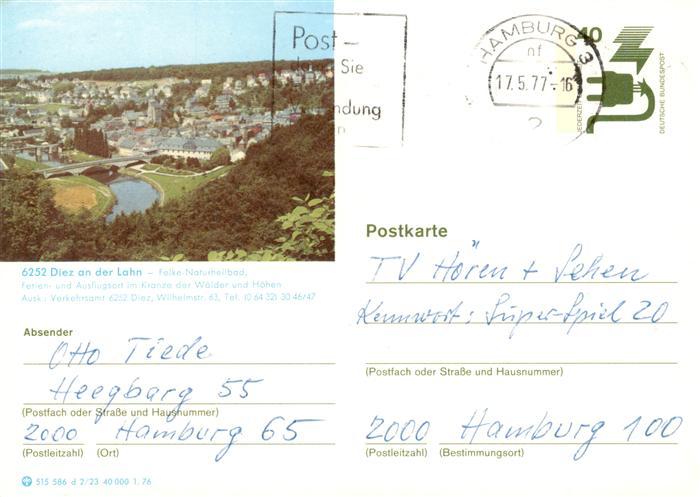 Post-
Sie
ndung
HAMBURG 3
nf
17.5.77-16
40
JEDERZEIT
DEUTSCHE BUNDESPOST
6252 Diez an der Lahn – Felke-Naturheilbad,
Ferien- und Ausflugsort im Kranze der Wälder und Höhen
Ausk.: Verkehrsamt 6252 Diez, Wilhelmstr. 63, Tel. (0 64 32) 30 46/47
Postkarte
TV Hören + Sehen
Kennwort: Super-Spiel 20
(Postfach oder Straße und Hausnummer)
2000 Hamburg 100
(Postleitzahl) (Bestimmungsort)
Absender
Otto Tiede
Heegbarg 55
(Postfach oder Straße und Hausnummer)
2000 Hamburg 65
(Postleitzahl) (Ort)
515 586 d 2/23 40 000 1. 76